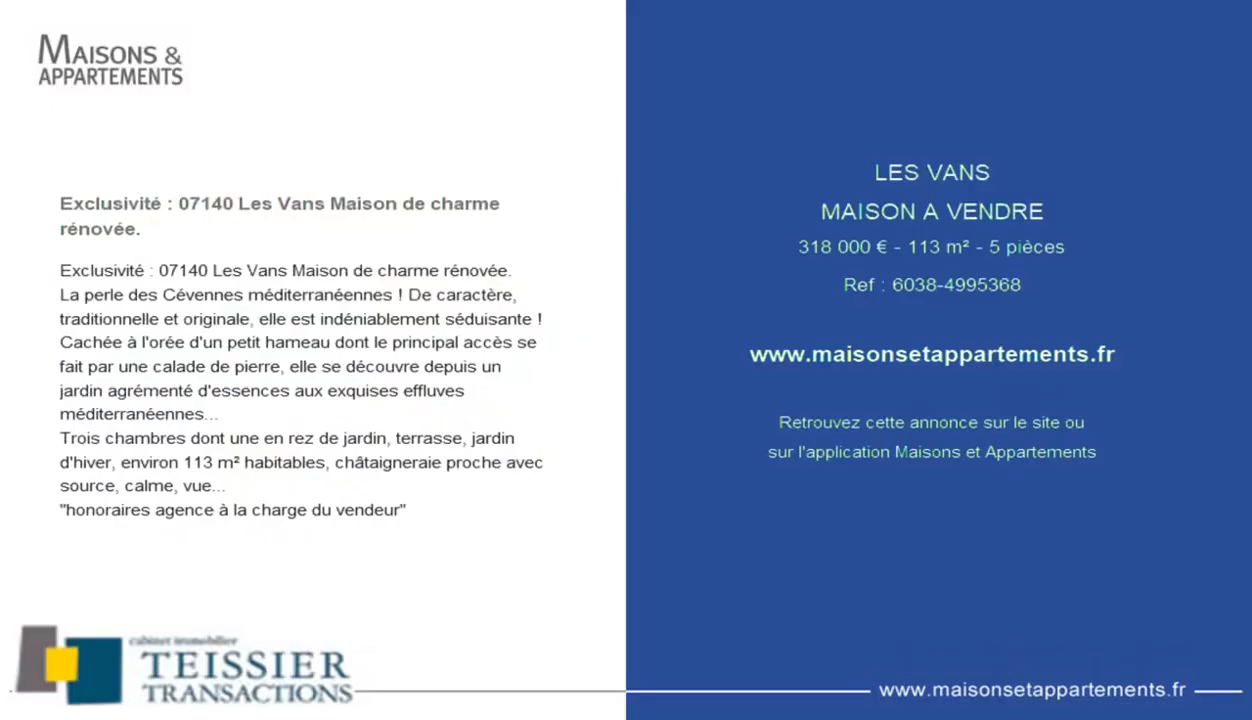 MAISONS &
APPARTEMENTS
Exclusivité : 07140 Les Vans Maison de charme
rénovée.
Exclusivité : 07140 Les Vans Maison de charme rénovée.
La perle des Cévennes méditerranéennes ! De caractère,
traditionnelle et originale, elle est indéniablement séduisante !
Cachée à l'orée d'un petit hameau dont le principal accès se
fait par une calade de pierre, elle se découvre depuis un
jardin agrémenté d'essences aux exquises effluves
méditerranéennes...
Trois chambres dont une en rez de jardin, terrasse, jardin
d'hiver, environ 113 m² habitables, châtaigneraie proche avec
source, calme, vue...
"honoraires agence à la charge du vendeur"
cabinet immobilier
TEISSIER
TRANSACTIONS
LES VANS
MAISON A VENDRE
318 000 € - 113 m² - 5 pièces
Ref : 6038-4995368
www.maisonsetappartements.fr
Retrouvez cette annonce sur le site ou
sur l'application Maisons et Appartements
www.maisonsetappartements.fr